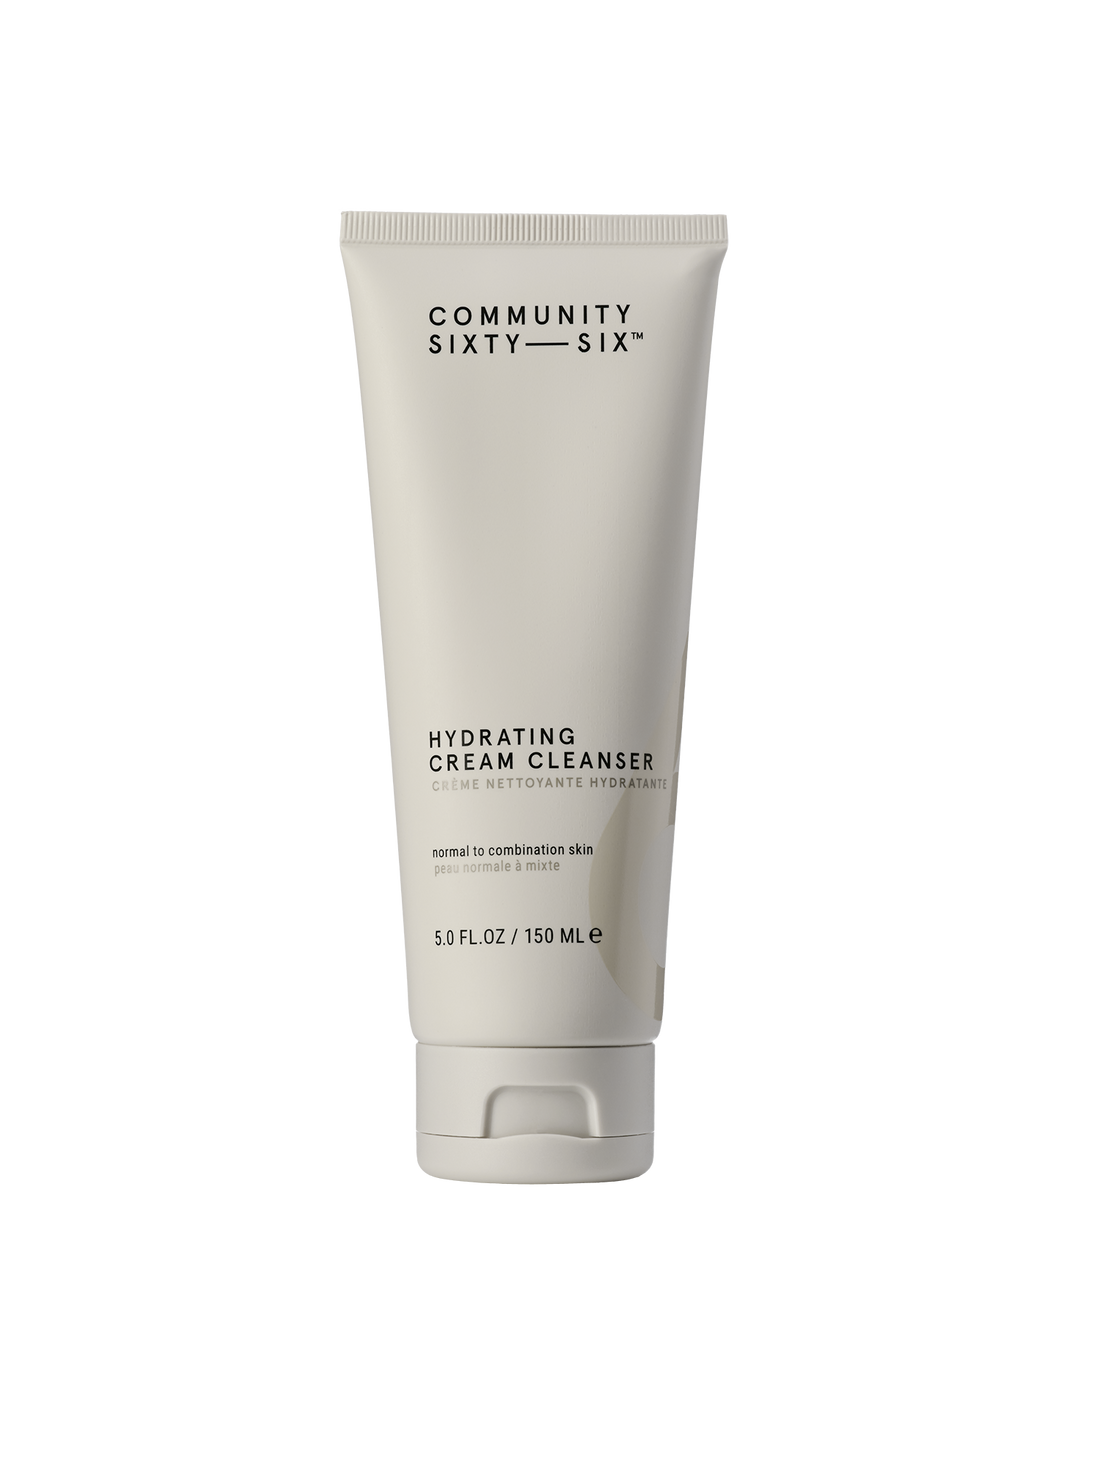 COMMUNITY
SIXTY—SIX™
HYDRATING
CREAM CLEANSER
CRÈME NETTOYANTE HYDRATANTE
normal to combination skin
peau normale à mixte
5.0 FL.OZ / 150 ML e